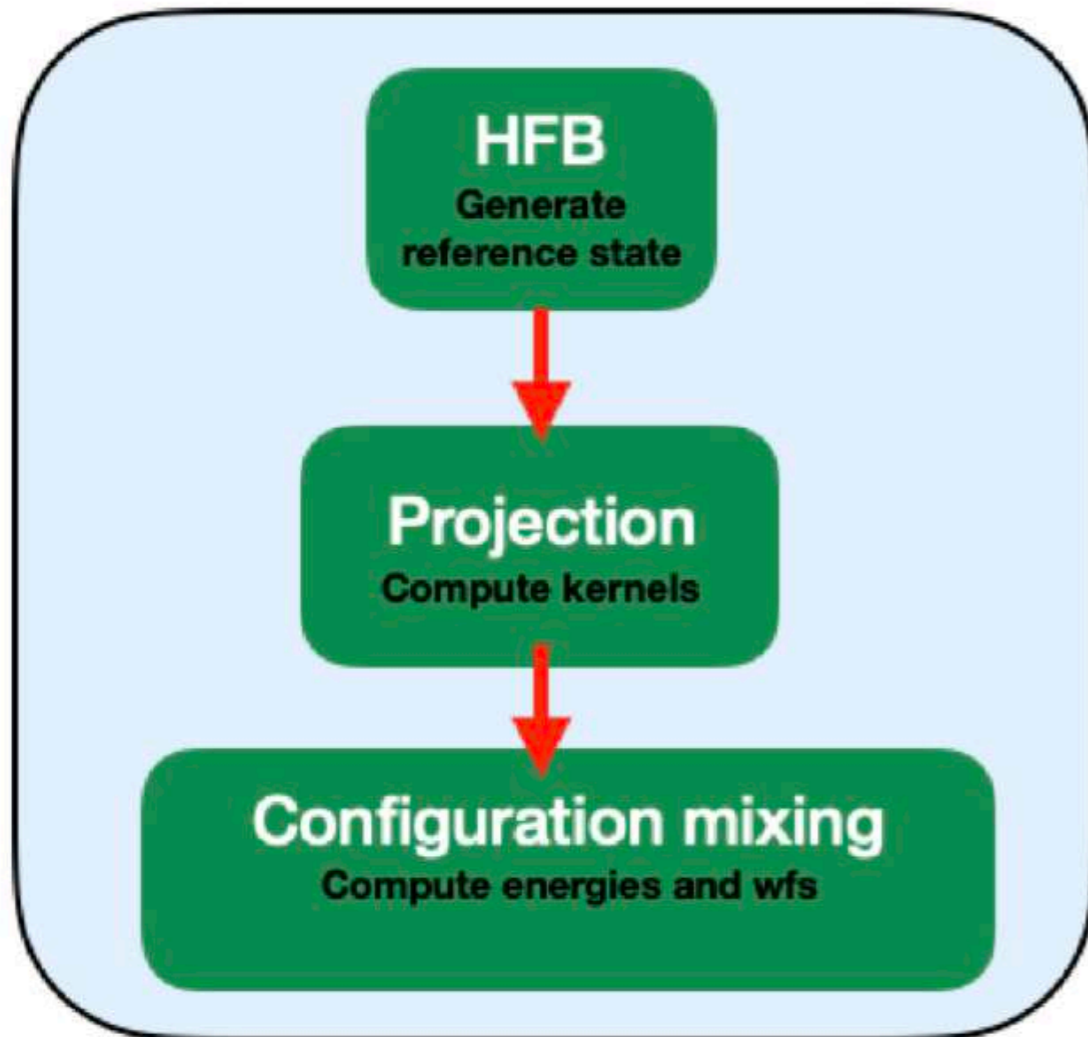 HFB
Generate
reference state
Projection
Compute kernels
Configuration mixing
Compute energies and wfs